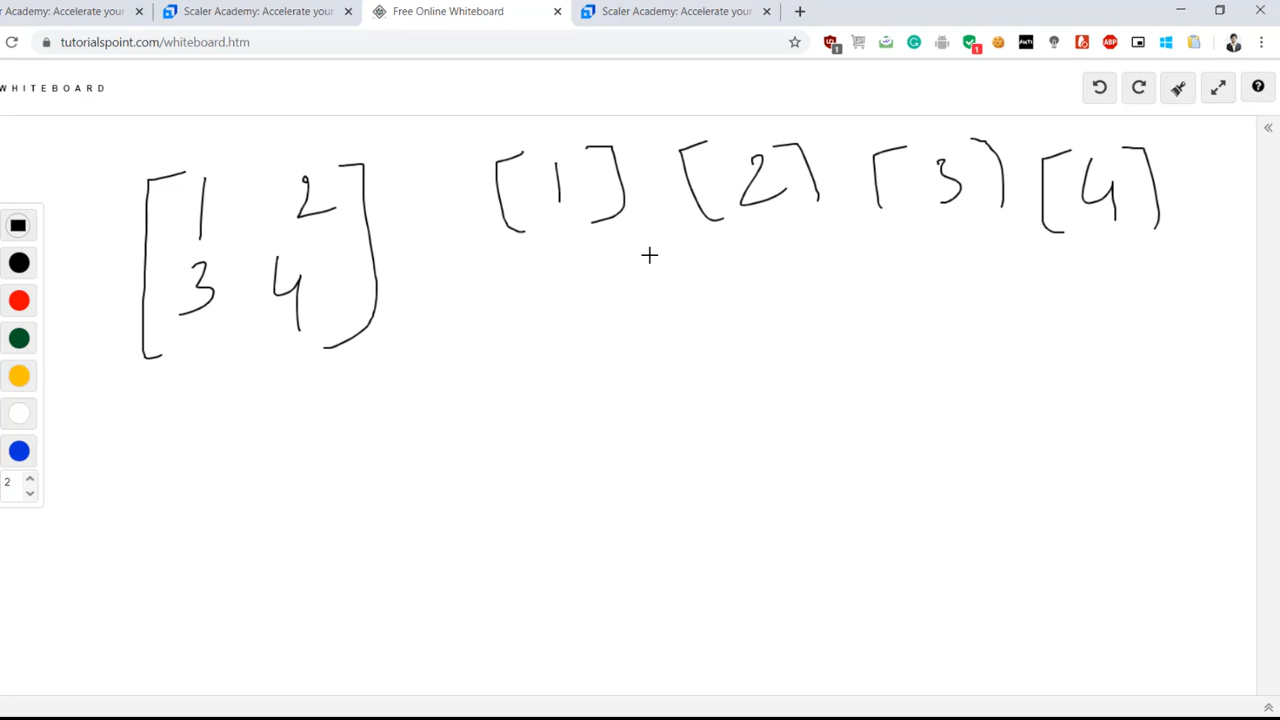 er Academy: Accelerate your × Scaler Academy: Accelerate your × Free Online Whiteboard × Scaler Academy: Accelerate your × +
tutorialspoint.com/whiteboard.htm
WHITEBOARD
[1] [2] [3] [4]
1 2
3 4
2